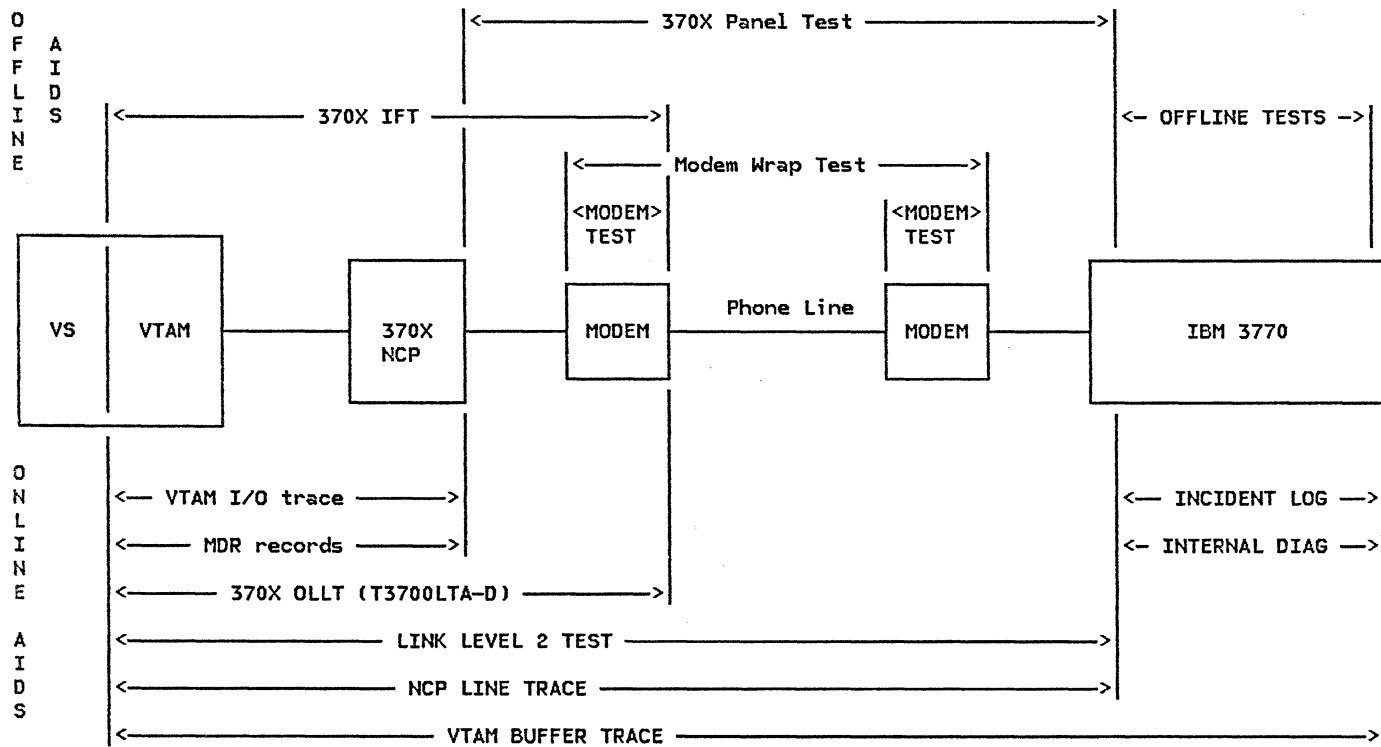 OFFLINE
AIDS
<—— 370X Panel Test ——>
<—— 370X IFT ——>
<— OFFLINE TESTS —>
<—— Modem Wrap Test ——>
<MODEM>
TEST
<MODEM>
TEST
VS
VTAM
370X
NCP
MODEM
Phone Line
MODEM
IBM 3770
ONLINE
AIDS
<— VTAM I/O trace ——>
<— INCIDENT LOG —>
<—— MDR records ——>
<— INTERNAL DIAG —>
<—— 370X OLLT (T3700LTA-D) ——>
<—— LINK LEVEL 2 TEST ——>
<—— NCP LINE TRACE ——>
<—— VTAM BUFFER TRACE ——>